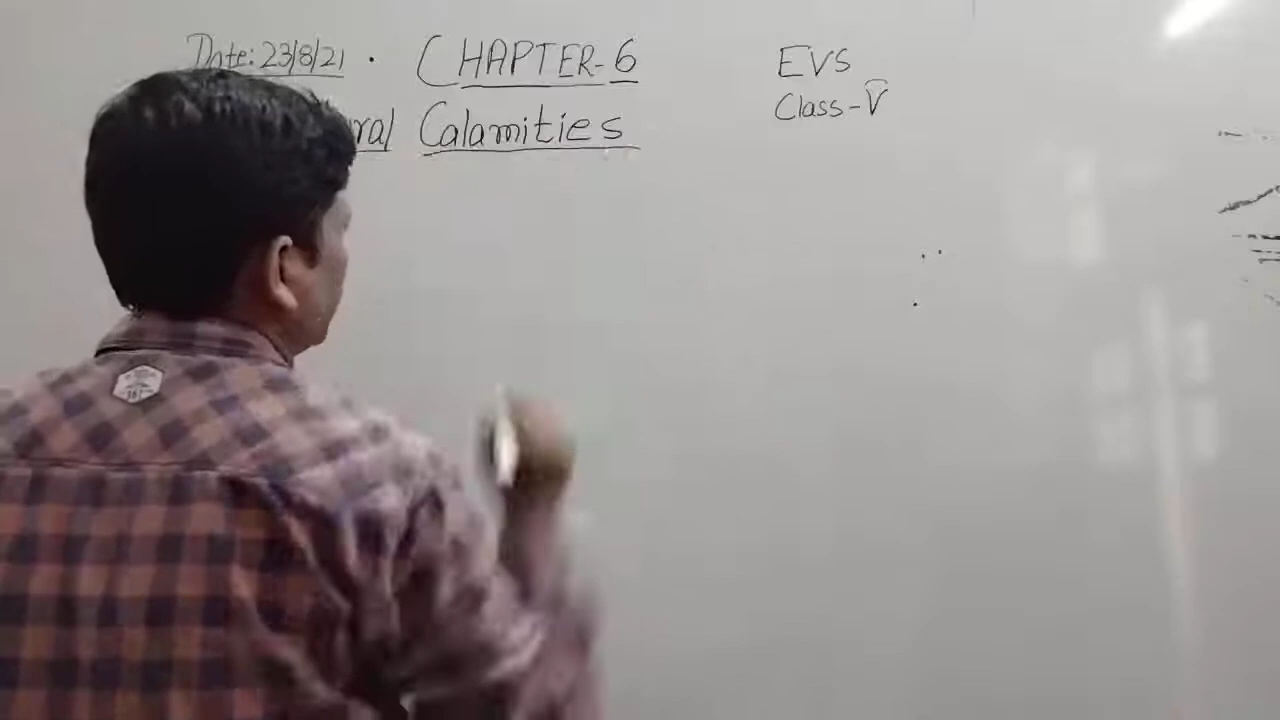 Date: 23/8/21 . CHAPTER-6
ral Calamities
EVS
Class-V